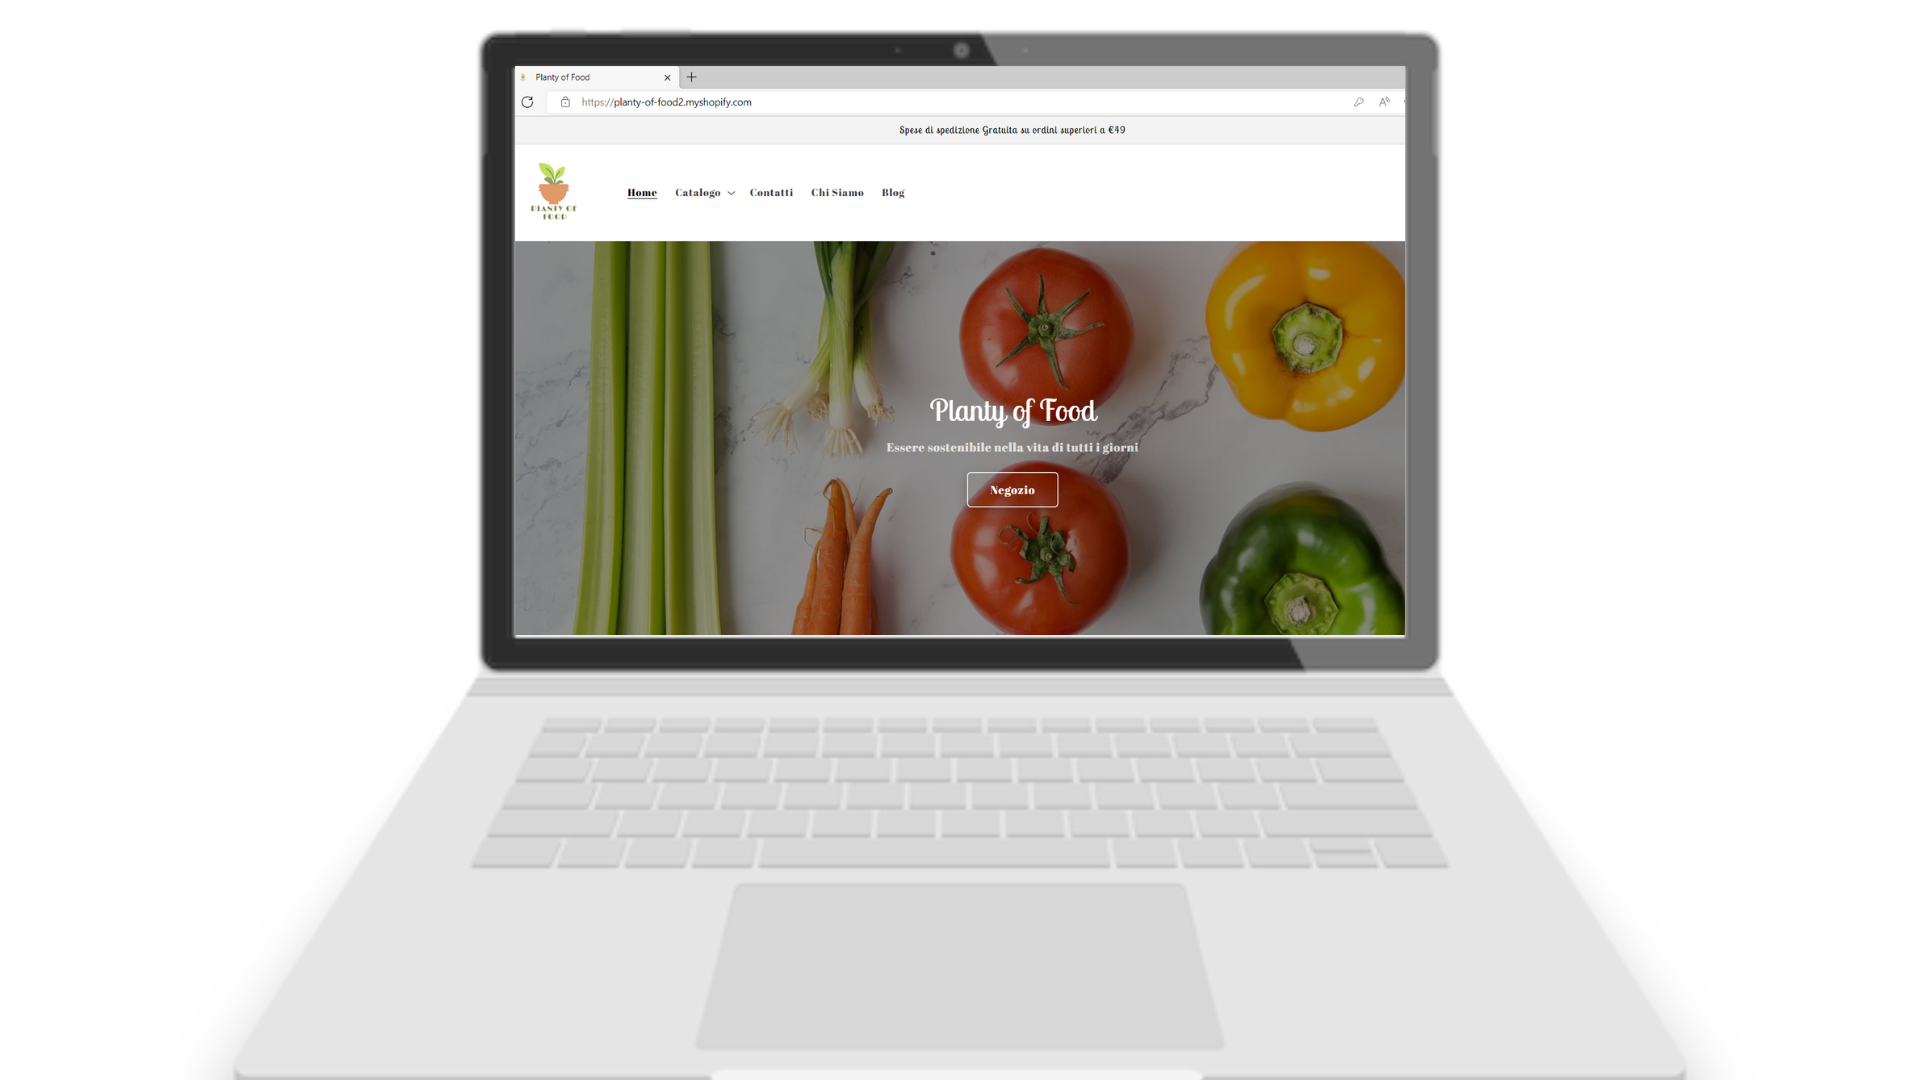 Planty of Food
https://planty-of-food2.myshopify.com
Spese di spedizione Gratuita su ordini superiori a €49
PLANTY OF
FOOD
Home Catalogo Contatti Chi Siamo Blog
Planty of Food
Essere sostenibile nella vita di tutti i giorni
Negozio